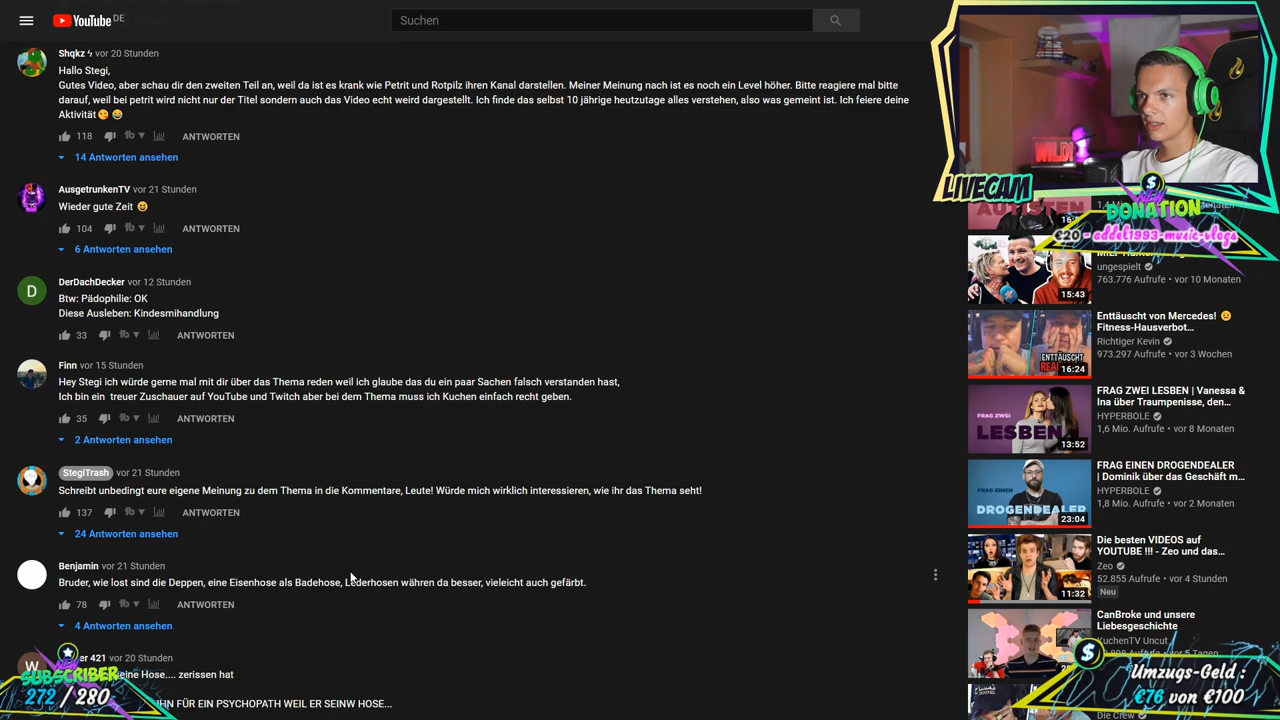 YouTube DE
Suchen
Shqkz ϟ vor 20 Stunden
Hallo Stegi,
Gutes Video, aber schau dir den zweiten Teil an, weil da ist es krank wie Petrit und Rotpilz ihren Kanal darstellen. Meiner Meinung nach ist es noch ein Level höher. Bitte reagiere mal bitte
darauf, weil bei petrit wird nicht nur der Titel sondern auch das Video echt weird dargestellt. Ich finde das selbst 10 jährige heutzutage alles verstehen, also was gemeint ist. Ich feiere deine
Aktivität
118 ANTWORTEN
14 Antworten ansehen
AusgetrunkenTV vor 21 Stunden
Wieder gute Zeit
104 ANTWORTEN
6 Antworten ansehen
D
DerDachDecker vor 12 Stunden
Btw: Pädophilie: OK
Diese Auslesen: Kindesmihandlung
33 ANTWORTEN
Finn vor 15 Stunden
Hey Stegi ich würde gerne mal mit dir über das Thema reden weil ich glaube das du ein paar Sachen falsch verstanden hast,
Ich bin ein treuer Zuschauer auf YouTube und Twitch aber bei dem Thema muss ich Kuchen einfach recht geben.
35 ANTWORTEN
2 Antworten ansehen
StegiTrash vor 21 Stunden
Schreibt unbedingt eure eigene Meinung zu dem Thema in die Kommentare, Leute! Würde mich wirklich interessieren, wie ihr das Thema seht!
137 ANTWORTEN
24 Antworten ansehen
Benjamin vor 21 Stunden
Bruder, wie lost sind die Deppen, eine Eisenhose als Badehose, Lederhosen währen da besser, vieleicht auch gefärbt.
78 ANTWORTEN
4 Antworten ansehen
W
421 vor 20 Stunden
eine Hose.... zerissen hat
IHN FÜR EIN PSYCHOPATH WEIL ER SEINW HOSE...
NEW
SUBSCRIBER
272 / 280
WILD!
LIVECAM
$
NEW
DONATION
€20 - addel1993-music-vlogs
AUTISTEN
ungespielt
763.776 Aufrufe • vor 10 Monaten
15:43
Enttäuscht von Mercedes!
Fitness-Hausverbot...
Richtiger Kevin
973.297 Aufrufe • vor 3 Wochen
ENTTÄUSCHT
16:24
FRAG ZWEI LESBEN | Vanessa &
Ina über Traumpenisse, den...
HYPERBOLE
1,6 Mio. Aufrufe • vor 8 Monaten
FRAG ZWEI
LESBEN
13:52
FRAG EINEN DROGENDEALER
| Dominik über das Geschäft m...
HYPERBOLE
1,8 Mio. Aufrufe • vor 2 Monaten
FRAG EINEN
DROGENDEALER
23:04
Die besten VIDEOS auf
YOUTUBE !!! - Zeo und das...
Zeo
52.855 Aufrufe • vor 4 Stunden
Neu
11:32
CanBroke und unsere
Liebesgeschichte
KuchenTV Uncut
$
Umzugs-Geld :
€76 von €100
Die Crew